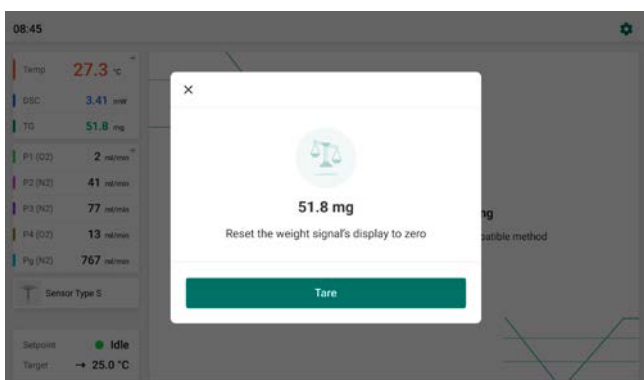 08:45
Temp 27.3 °C
DSC 3.41 mW
TG 51.8 mg
P1 (O2) 2 ml/min
P2 (N2) 41 ml/min
P3 (N2) 77 ml/min
P4 (O2) 13 ml/min
Pg (N2) 767 ml/min
Sensor Type S
Setpoint Idle
Target → 25.0 °C
51.8 mg
Reset the weight signal's display to zero
Tare
ng
patible method